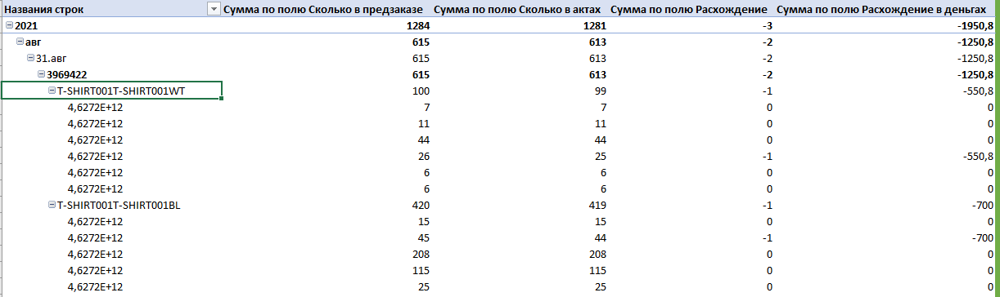 Названия строк Сумма по полю Сколько в предзаказе Сумма по полю Сколько в актах Сумма по полю Расхождение Сумма по полю Расхождение в деньгах
2021 1284 1281 -3 -1950,8
авг 615 613 -2 -1250,8
31.авг 615 613 -2 -1250,8
3969422 615 613 -2 -1250,8
T-SHIRT001T-SHIRT001WT 100 99 -1 -550,8
4,6272E+12 7 7 0 0
4,6272E+12 11 11 0 0
4,6272E+12 44 44 0 0
4,6272E+12 26 25 -1 -550,8
4,6272E+12 6 6 0 0
4,6272E+12 6 6 0 0
T-SHIRT001T-SHIRT001BL 420 419 -1 -700
4,6272E+12 15 15 0 0
4,6272E+12 45 44 -1 -700
4,6272E+12 208 208 0 0
4,6272E+12 115 115 0 0
4,6272E+12 25 25 0 0